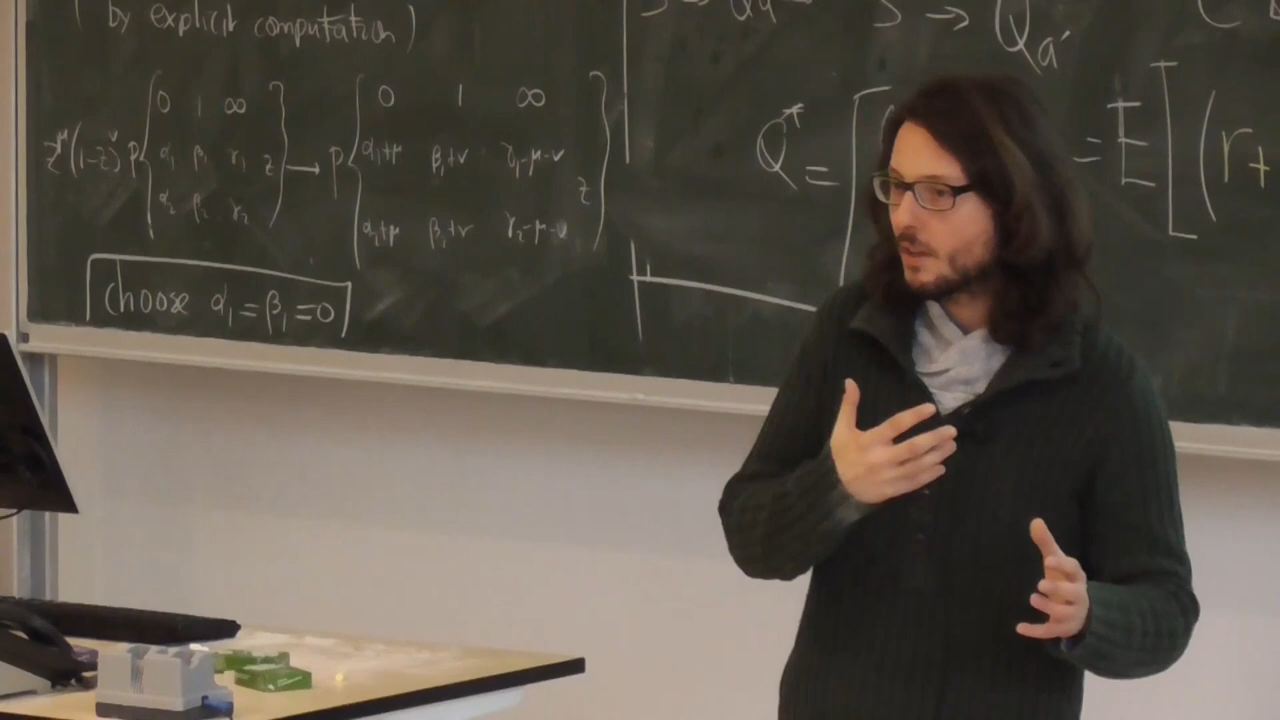 ( by explicit computation)
z^μ(1-z)^ν P{ 0 1 ∞ } → P{ 0 1 ∞ }
α₁ β₁ γ₁ z α₁+μ β₁+ν γ₁-μ-ν z
α₂ β₂ γ₂ α₂+μ β₂+ν γ₂-μ-ν
Choose α₁=β₁=0
S → Q_a'
Q* = [ = E[(r+